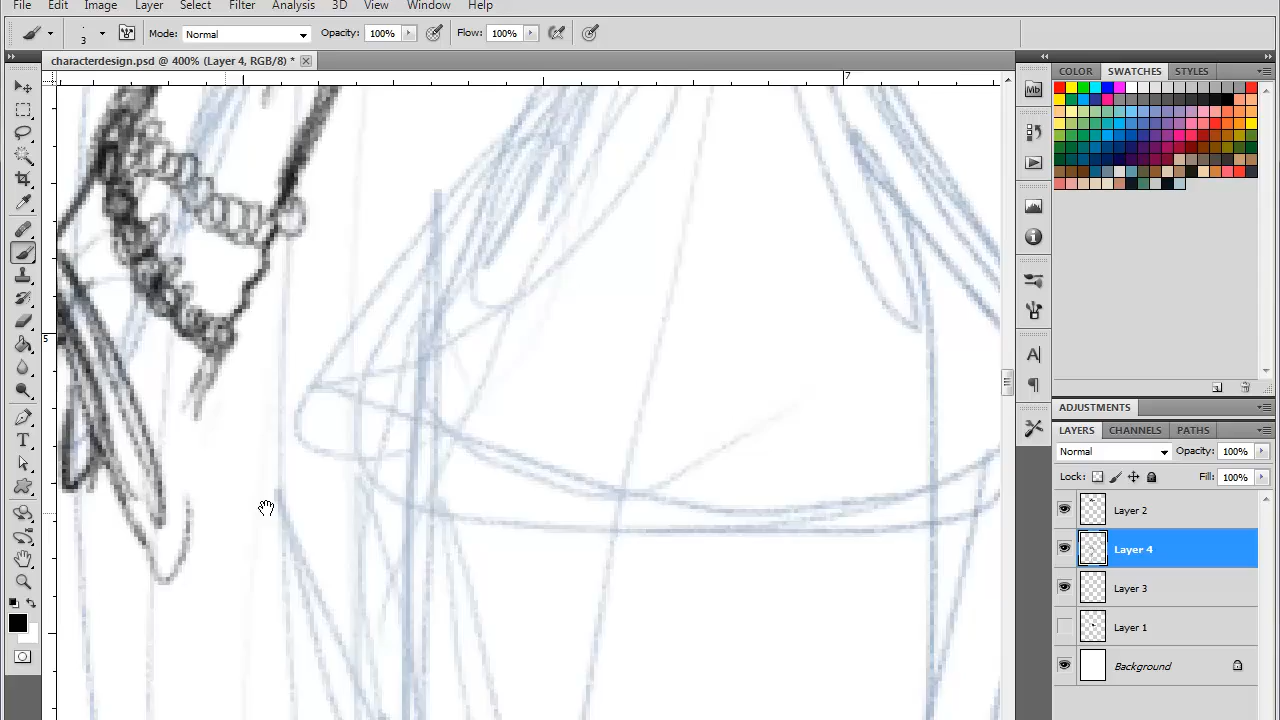 File Edit Image Layer Select Filter Analysis 3D View Window Help
3 Mode: Normal Opacity: 100% Flow: 100%
characterdesign.psd @ 400% (Layer 4, RGB/8) *
7
5
COLOR SWATCHES STYLES
Mb
A
ADJUSTMENTS
LAYERS CHANNELS PATHS
Normal Opacity: 100%
Lock: Fill: 100%
Layer 2
Layer 4
Layer 3
Layer 1
Background
T